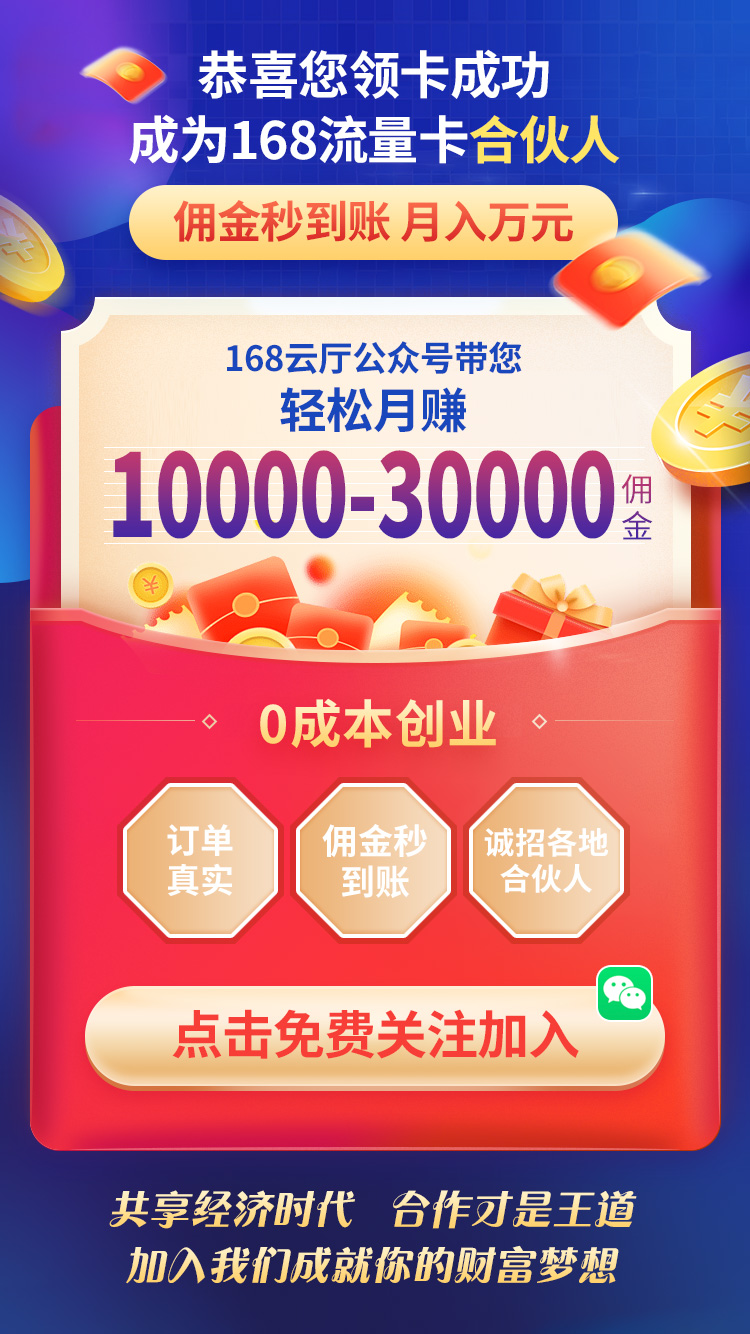 恭喜您领卡成功
成为168流量卡合伙人
佣金秒到账 月入万元
168云厅公众号带您
轻松月赚
10000-30000佣金
0成本创业
订单
真实
佣金秒
到账
诚招各地
合伙人
点击免费关注加入
共享经济时代 合作才是王道
加入我们成就你的财富梦想